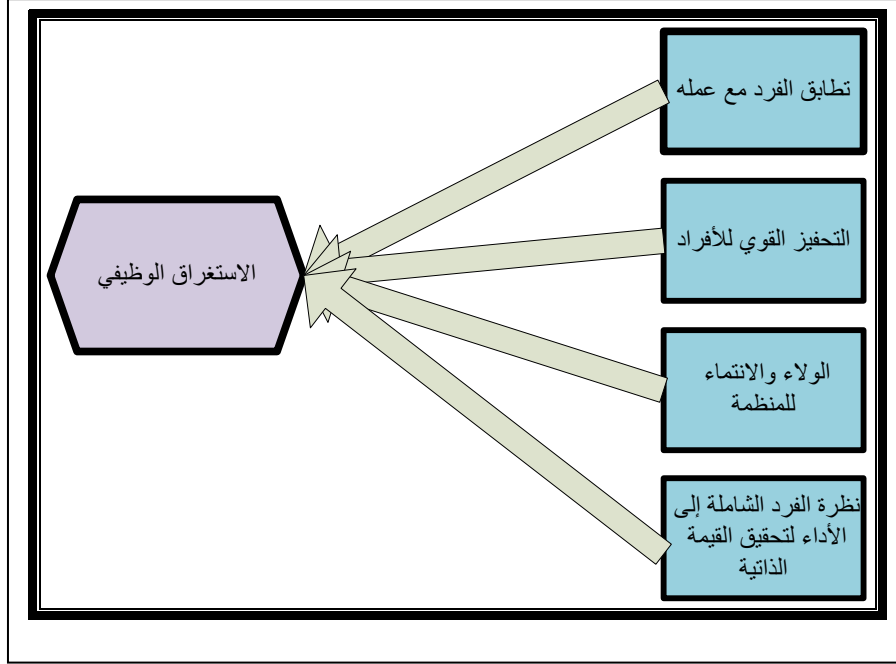 تطابق الفرد مع عمله
التحفيز القوي للأفراد
الولاء والانتماء
للمنظمة
نظرة الفرد الشاملة إلى
الأداء لتحقيق القيمة
الذاتية
الاستغراق الوظيفي